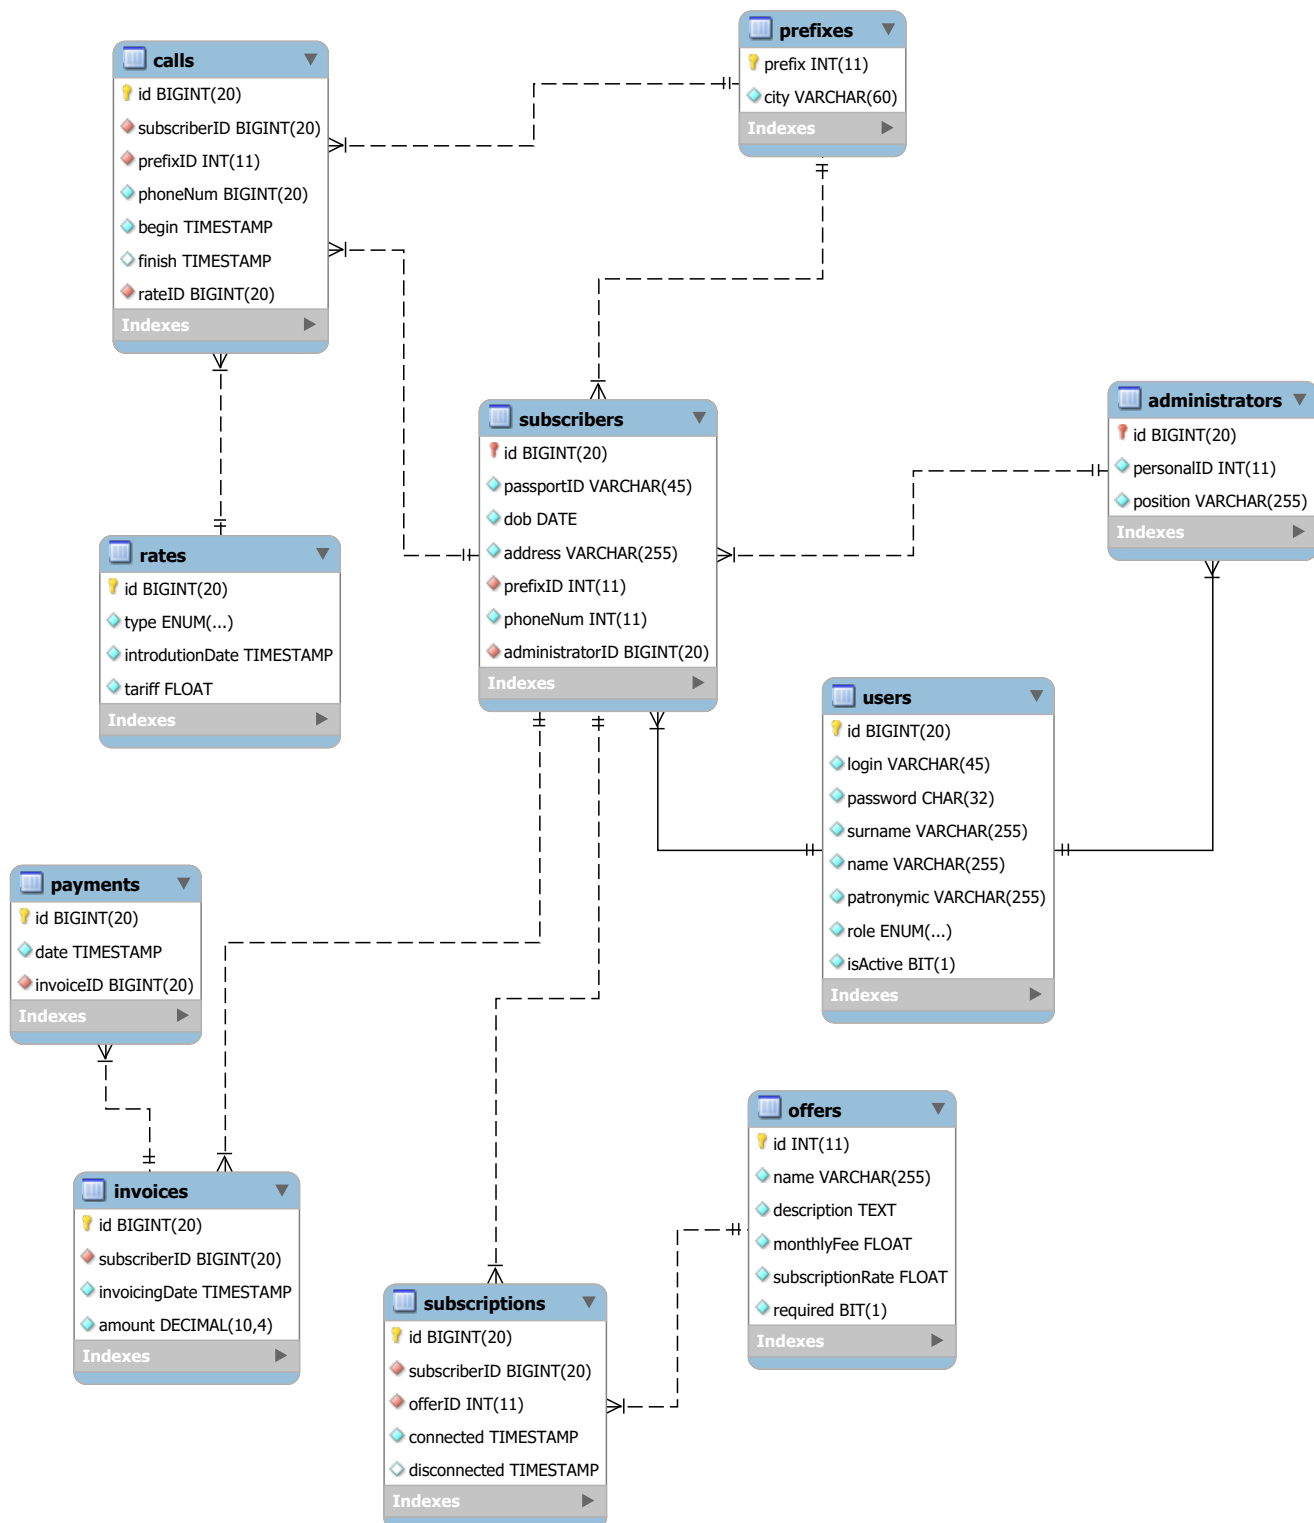 prefixes
prefix INT(11)
city VARCHAR(60)
Indexes
calls
id BIGINT(20)
subscriberID BIGINT(20)
prefixID INT(11)
phoneNum BIGINT(20)
begin TIMESTAMP
finish TIMESTAMP
rateID BIGINT(20)
Indexes
subscribers
id BIGINT(20)
passportID VARCHAR(45)
dob DATE
address VARCHAR(255)
prefixID INT(11)
phoneNum INT(11)
administratorID BIGINT(20)
Indexes
administrators
id BIGINT(20)
personalID INT(11)
position VARCHAR(255)
Indexes
rates
id BIGINT(20)
type ENUM(...)
introdutionDate TIMESTAMP
tariff FLOAT
Indexes
users
id BIGINT(20)
login VARCHAR(45)
password CHAR(32)
surname VARCHAR(255)
name VARCHAR(255)
patronymic VARCHAR(255)
role ENUM(...)
isActive BIT(1)
Indexes
payments
id BIGINT(20)
date TIMESTAMP
invoiceID BIGINT(20)
Indexes
offers
id INT(11)
name VARCHAR(255)
description TEXT
monthlyFee FLOAT
subscriptionRate FLOAT
required BIT(1)
Indexes
invoices
id BIGINT(20)
subscriberID BIGINT(20)
invoicingDate TIMESTAMP
amount DECIMAL(10,4)
Indexes
subscriptions
id BIGINT(20)
subscriberID BIGINT(20)
offerID INT(11)
connected TIMESTAMP
disconnected TIMESTAMP
Indexes